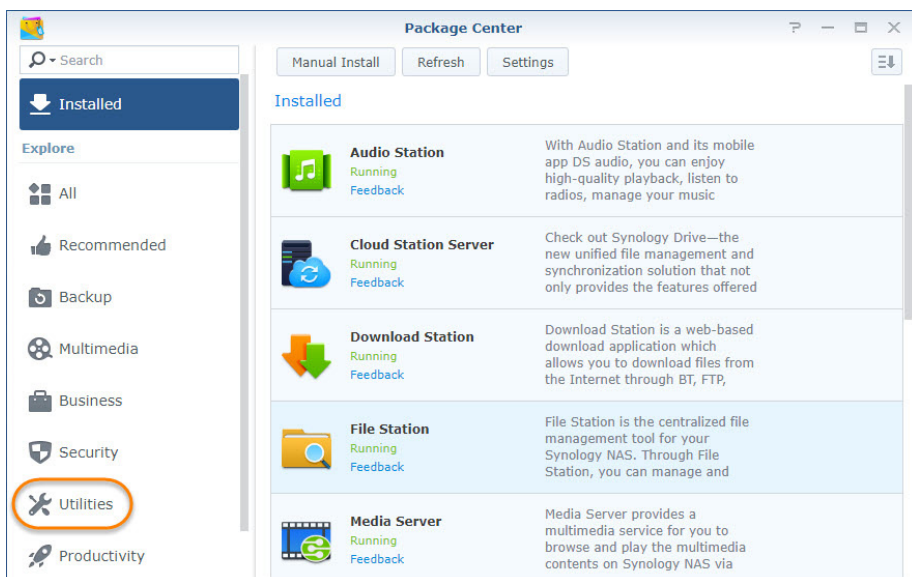 Package Center
Search
Installed
Explore
All
Recommended
Backup
Multimedia
Business
Security
Utilities
Productivity
Manual Install
Refresh
Settings
Installed
Audio Station
Running
Feedback
With Audio Station and its mobile
app DS audio, you can enjoy
high-quality playback, listen to
radios, manage your music
Cloud Station Server
Running
Feedback
Check out Synology Drive—the
new unified file management and
synchronization solution that not
only provides the features offered
Download Station
Running
Feedback
Download Station is a web-based
download application which
allows you to download files from
the Internet through BT, FTP,
File Station
Running
Feedback
File Station is the centralized file
management tool for your
Synology NAS. Through File
Station, you can manage and
Media Server
Running
Feedback
Media Server provides a
multimedia service for you to
browse and play the multimedia
contents on Synology NAS via